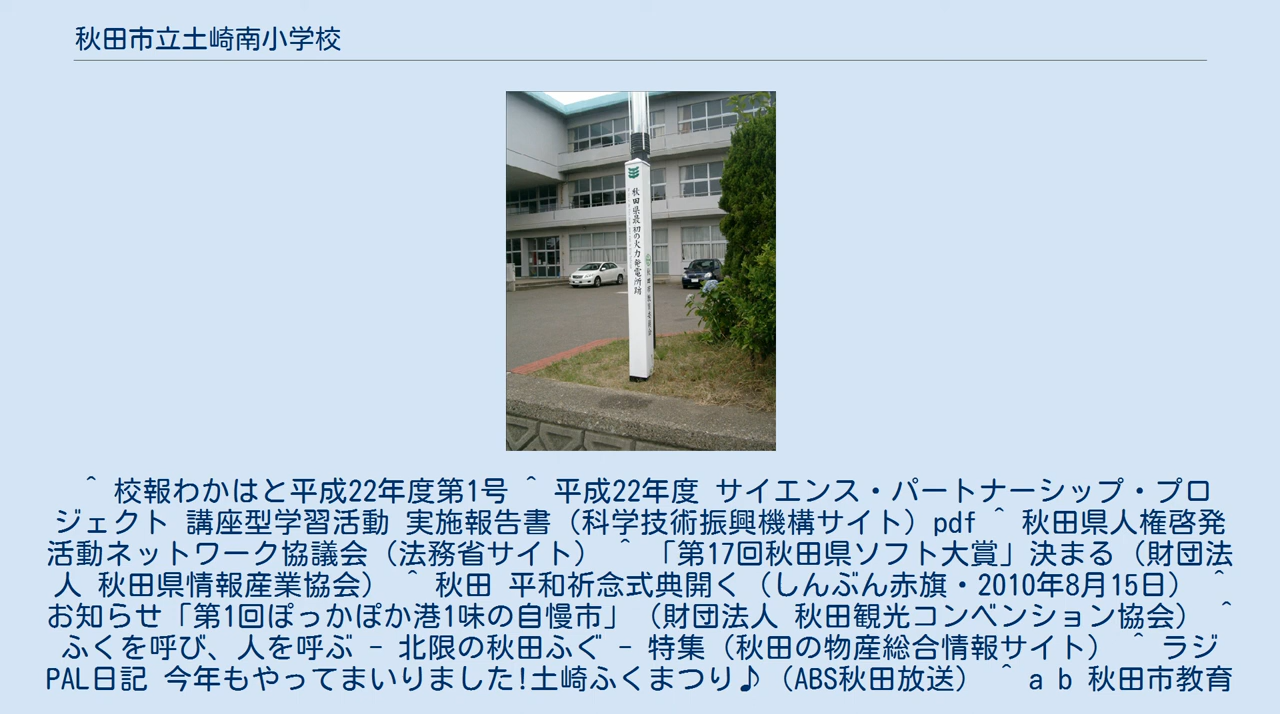 秋田市立土崎南小学校
秋田県最初の火力発電所跡
^ 校報わかはと平成22年度第1号 ^ 平成22年度 サイエンス・パートナーシップ・プロ
ジェクト 講座型学習活動 実施報告書（科学技術振興機構サイト）pdf ^ 秋田県人権啓発
活動ネットワーク協議会（法務省サイト） ^ 「第17回秋田県ソフト大賞」決まる（財団法
人 秋田県情報産業協会） ^ 秋田 平和祈念式典開く（しんぶん赤旗・2010年8月15日） ^
お知らせ「第1回ぽっかぽか港1味の自慢市」（財団法人 秋田観光コンベンション協会） ^
ふくを呼び、人を呼ぶ - 北限の秋田ふぐ - 特集（秋田の物産総合情報サイト） ^ ラジ
PAL日記 今年もやってまいりました!土崎ふくまつり♪（ABS秋田放送） ^ a b 秋田市教育